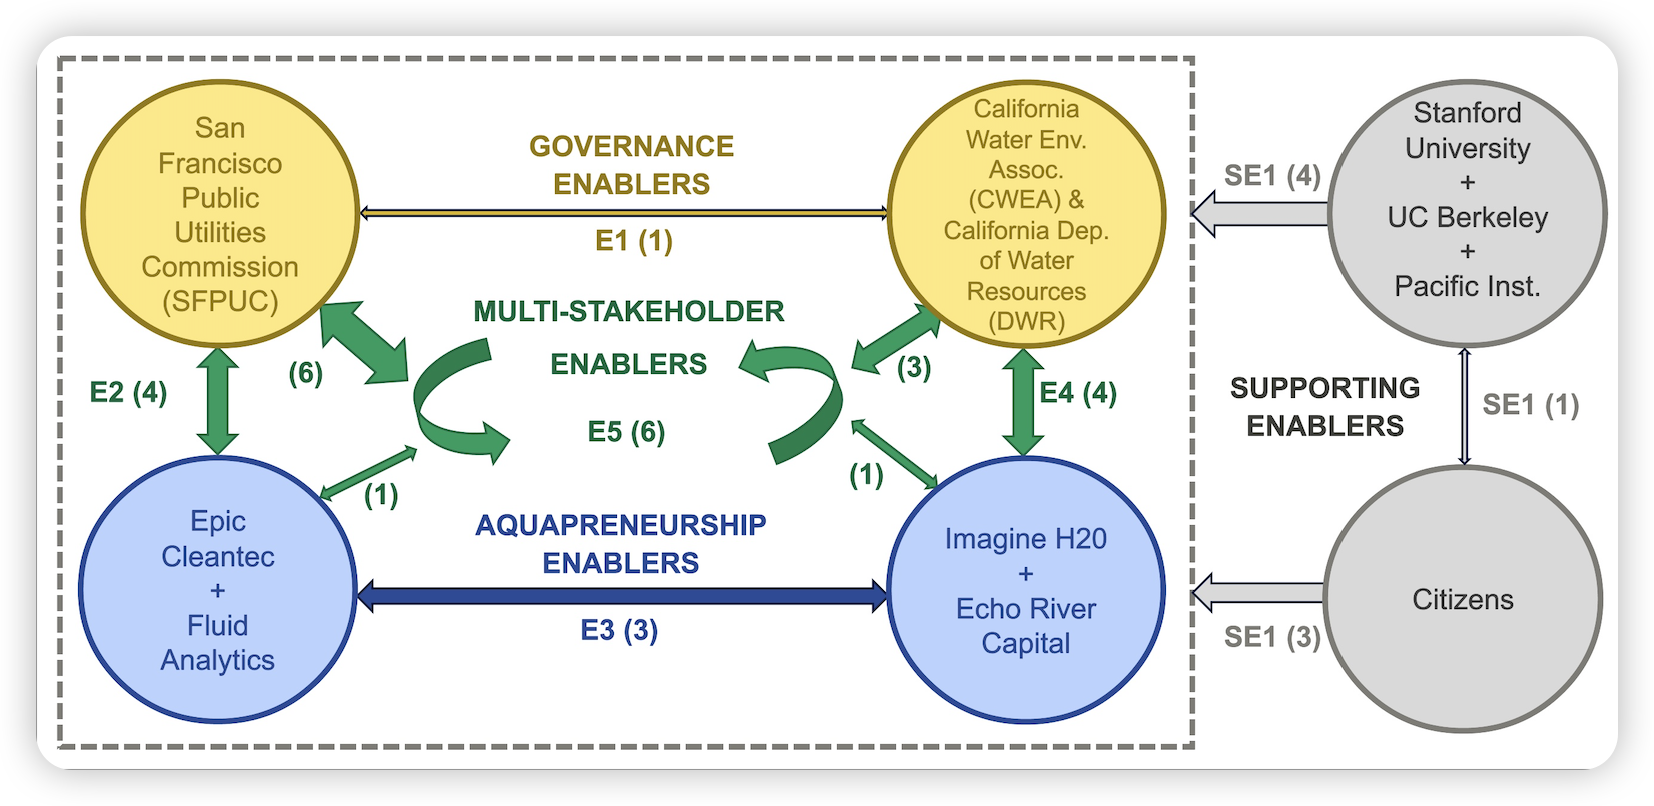 San
Francisco
Public
Utilities
Commission
(SFPUC)
GOVERNANCE
ENABLERS
E1 (1)
California
Water Env.
Assoc.
(CWEA) &
California Dep.
of Water
Resources
(DWR)
SE1 (4)
Stanford
University
+
UC Berkeley
+
Pacific Inst.
MULTI-STAKEHOLDER
ENABLERS
E5 (6)
E2 (4)
(6)
(3)
E4 (4)
(1)
(1)
SUPPORTING
ENABLERS
SE1 (1)
Epic
Cleantec
+
Fluid
Analytics
AQUAPRENEURSHIP
ENABLERS
E3 (3)
Imagine H20
+
Echo River
Capital
SE1 (3)
Citizens